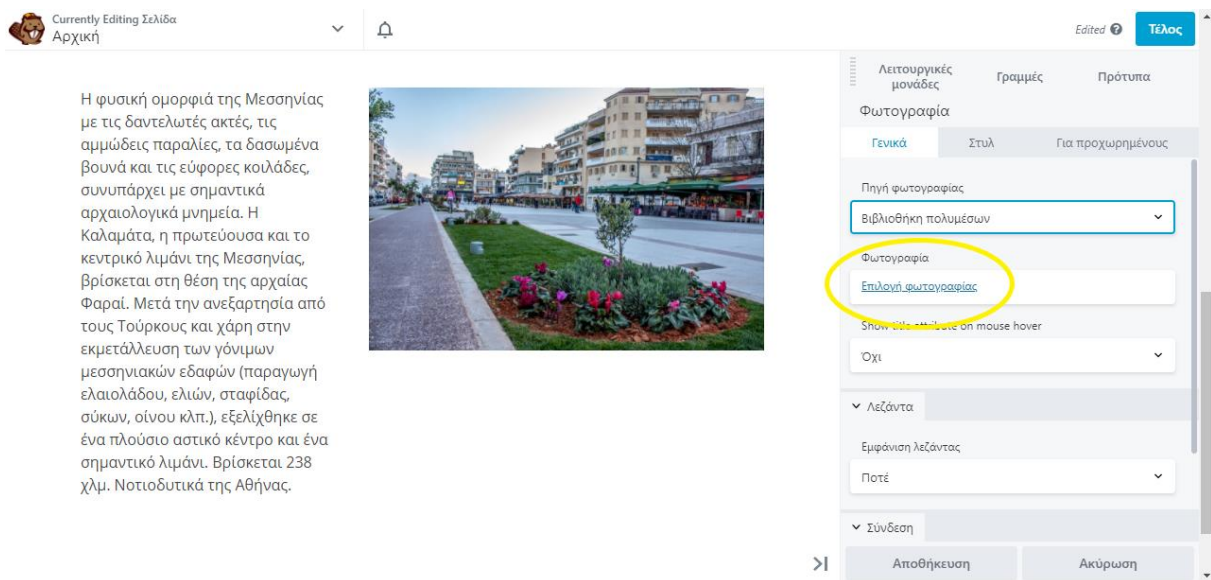 Currently Editing Σελίδα
Αρχική
Edited
Τέλος
Η φυσική ομορφιά της Μεσσηνίας
με τις δαντελωτές ακτές, τις
αμμώδεις παραλίες, τα δασωμένα
βουνά και τις εύφορες κοιλάδες,
συνυπάρχει με σημαντικά
αρχαιολογικά μνημεία. Η
Καλαμάτα, η πρωτεύουσα και το
κεντρικό λιμάνι της Μεσσηνίας,
βρίσκεται στη θέση της αρχαίας
Φαραί. Μετά την ανεξαρτησία από
τους Τούρκους και χάρη στην
εκμετάλλευση των γόνιμων
μεσσηνιακών εδαφών (παραγωγή
ελαιολάδου, ελιών, σταφίδας,
σύκων, οίνου κλπ.), εξελίχθηκε σε
ένα πλούσιο αστικό κέντρο και ένα
σημαντικό λιμάνι. Βρίσκεται 238
χλμ. Νοτιοδυτικά της Αθήνας.
Λειτουργικές
μονάδες
Γραμμές
Πρότυπα
Φωτογραφία
Γενικά
Στυλ
Για προχωρημένους
Πηγή φωτογραφίας
Βιβλιοθήκη πολυμέσων
Φωτογραφία
Επιλογή φωτογραφίας
Show title attribute on mouse hover
Όχι
Λεζάντα
Εμφάνιση λεζάντας
Ποτέ
Σύνδεση
Αποθήκευση
Ακύρωση